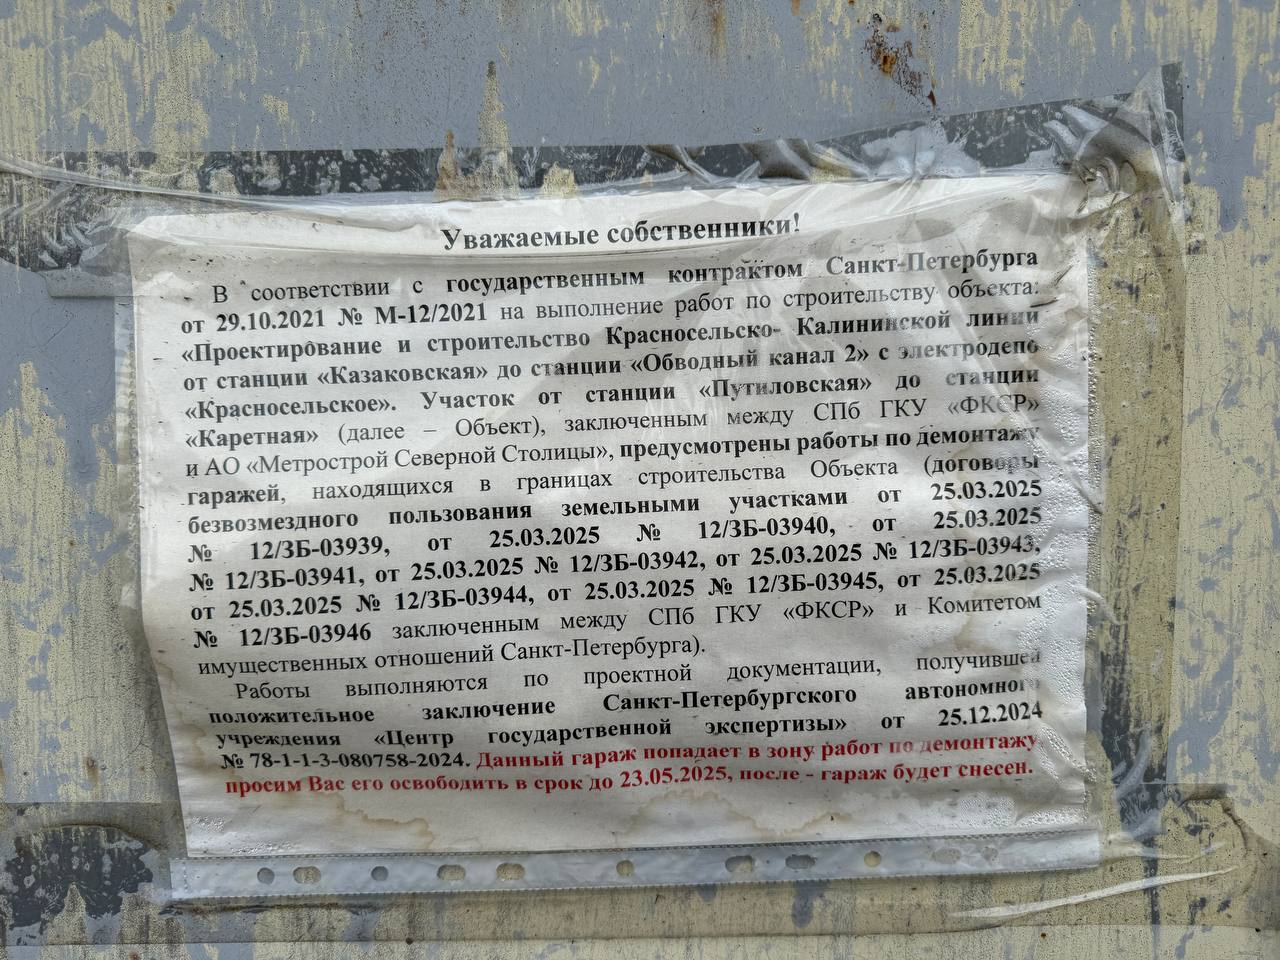 Уважаемые собственники!
В соответствии с государственным контрактом Санкт-Петербурга
от 29.10.2021 № М-12/2021 на выполнение работ по строительству объекта:
«Проектирование и строительство Красносельско- Калининской линии
от станции «Казаковская» до станции «Обводный канал 2» с электродепо
«Красносельское». Участок от станции «Путиловская» до станции
«Каретная» (далее – Объект), заключенным между СПб ГКУ «ФКСР»
и АО «Метрострой Северной Столицы», предусмотрены работы по демонтажу
гаражей, находящихся в границах строительства Объекта (договоры
безвозмездного пользования земельными участками от 25.03.2025
№ 12/ЗБ-03939, от 25.03.2025 № 12/ЗБ-03940, от 25.03.2025
№ 12/ЗБ-03941, от 25.03.2025 № 12/ЗБ-03942, от 25.03.2025 № 12/ЗБ-03943,
от 25.03.2025 № 12/ЗБ-03944, от 25.03.2025 № 12/ЗБ-03945, от 25.03.2025
№ 12/ЗБ-03946 заключенным между СПб ГКУ «ФКСР» и Комитетом
имущественных отношений Санкт-Петербурга).
Работы выполняются по проектной документации, получившей
положительное заключение Санкт-Петербургского автономного
учреждения «Центр государственной экспертизы» от 25.12.2024
№ 78-1-1-3-080758-2024. Данный гараж попадает в зону работ по демонтажу
просим Вас его освободить в срок до 23.05.2025, после - гараж будет снесен.